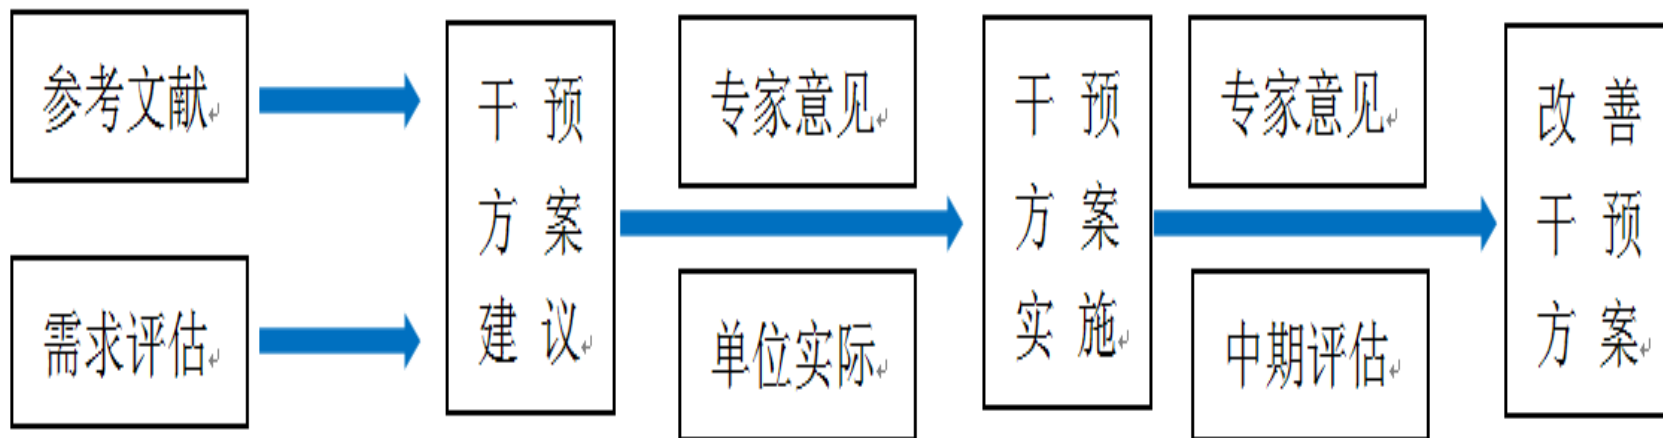 参考文献
需求评估
干预
方案
建议
专家意见
单位实际
干预
方案
实施
专家意见
中期评估
改善
干预
方案